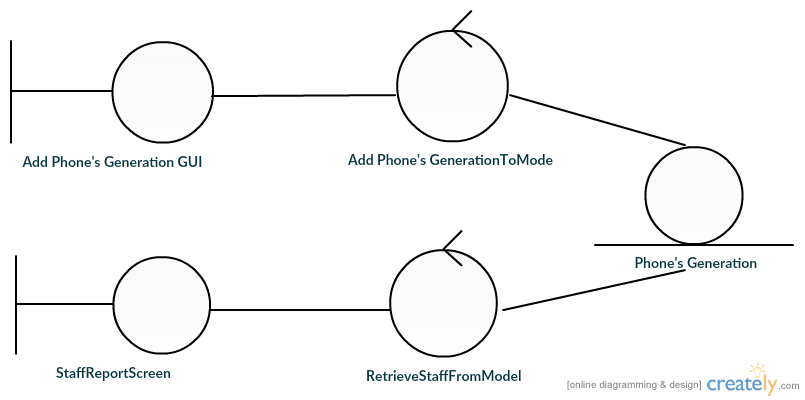 Add Phone's Generation GUI
Add Phone's GenerationToMode
Phone's Generation
StaffReportScreen
RetrieveStaffFromModel
[online diagramming & design] creately.com